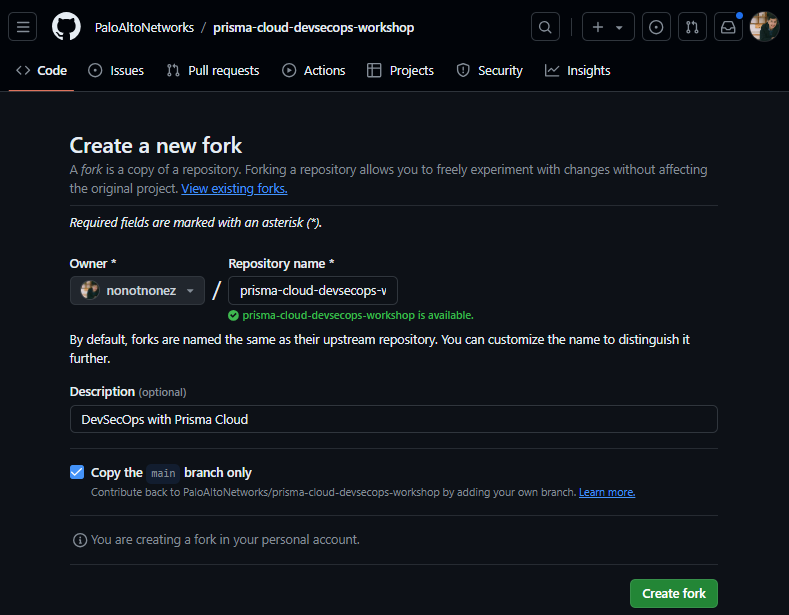 PaloAltoNetworks / prisma-cloud-devsecops-workshop
Code Issues Pull requests Actions Projects Security Insights
Create a new fork
A fork is a copy of a repository. Forking a repository allows you to freely experiment with changes without affecting
the original project. View existing forks.
Required fields are marked with an asterisk (*).
Owner * Repository name *
nonotnonez / prisma-cloud-devsecops-w
prisma-cloud-devsecops-workshop is available.
By default, forks are named the same as their upstream repository. You can customize the name to distinguish it
further.
Description (optional)
DevSecOps with Prisma Cloud
Copy the main branch only
Contribute back to PaloAltoNetworks/prisma-cloud-devsecops-workshop by adding your own branch. Learn more.
You are creating a fork in your personal account.
Create fork